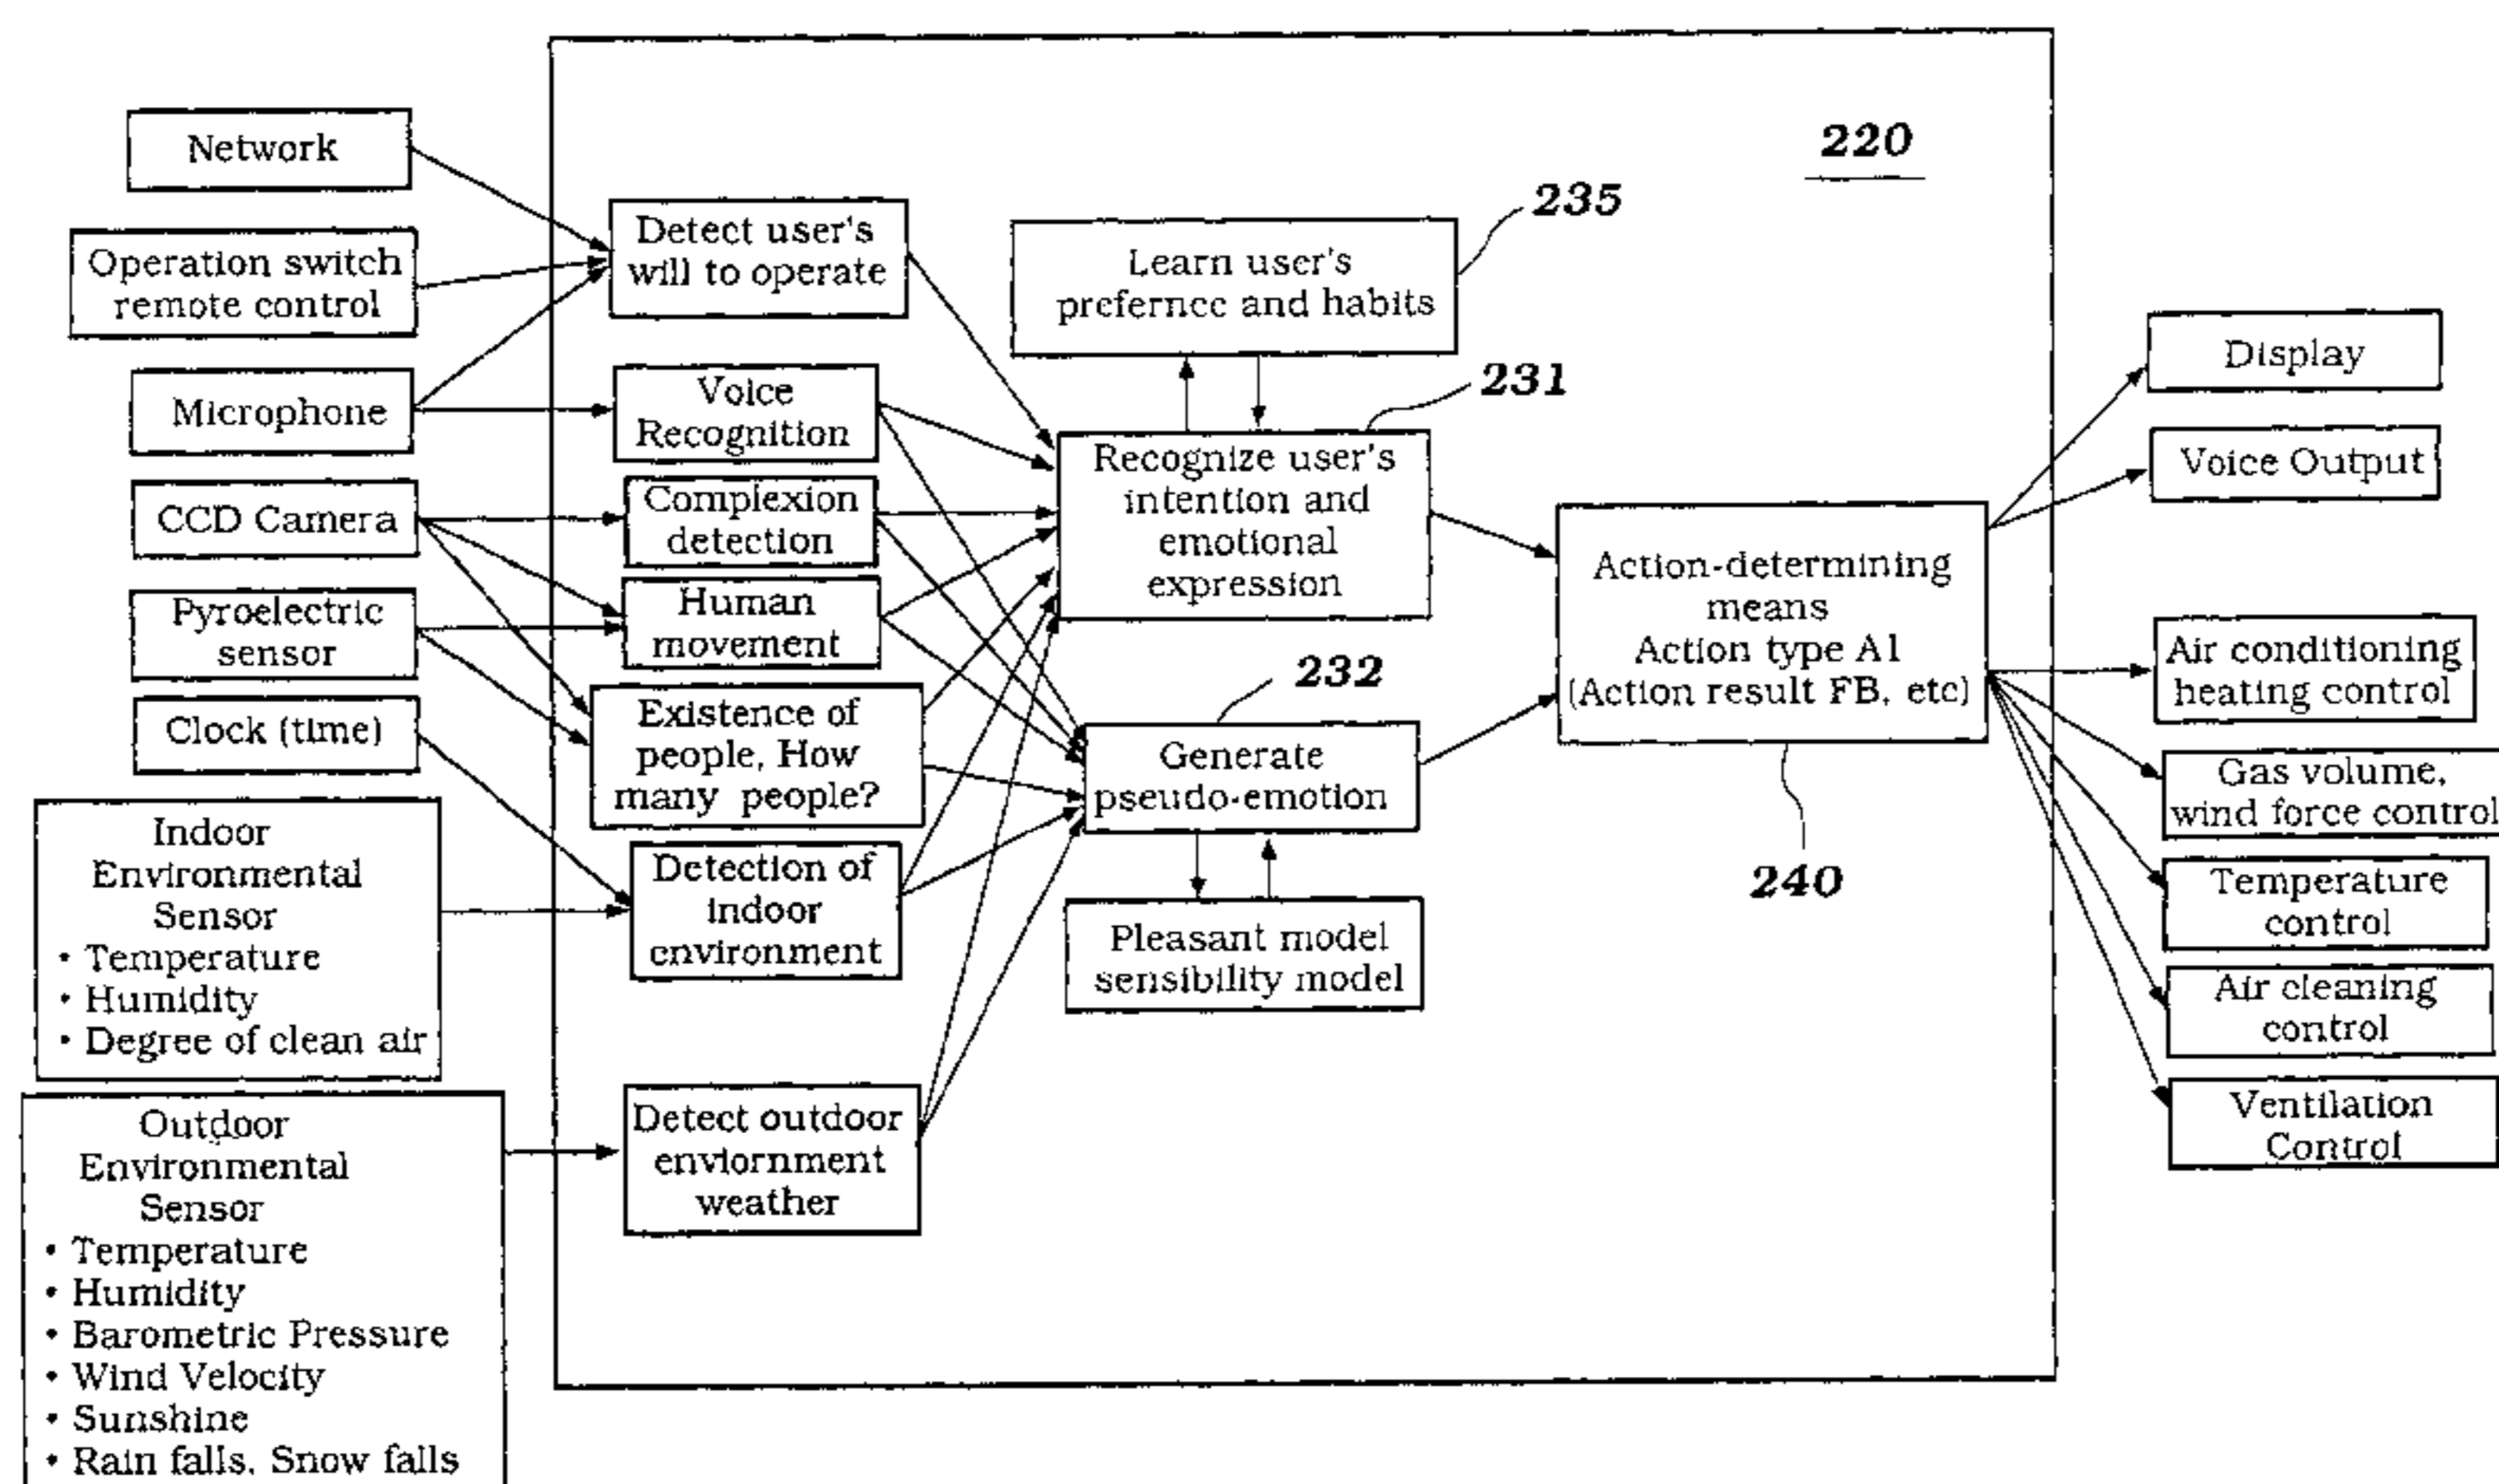 220
Network
235
Detect user's
will to operate
Operation switch
remote control
Learn user's
prefernce and habits
Display
231
Microphone
Voice
Recognition
Recognize user's
intention and
emotional
expression
Voice Output
CCD Camera
Complexion
detection
Action-determining
means
Action type A1
(Action result FB, etc)
Pyroelectric
sensor
Human
movement
Air conditioning
heating control
232
Clock (time)
Existence of
people, How
many people?
Generate
pseudo-emotion
Gas volume,
wind force control
240
Indoor
Environmental
Sensor
• Temperature
• Humidity
• Degree of clean air
Detection of
indoor
environment
Pleasant model
sensibility model
Temperature
control
Air cleaning
control
Outdoor
Environmental
Sensor
• Temperature
• Humidity
• Barometric Pressure
• Wind Velocity
• Sunshine
• Rain falls, Snow falls
Detect outdoor
enviornment
weather
Ventilation
Control